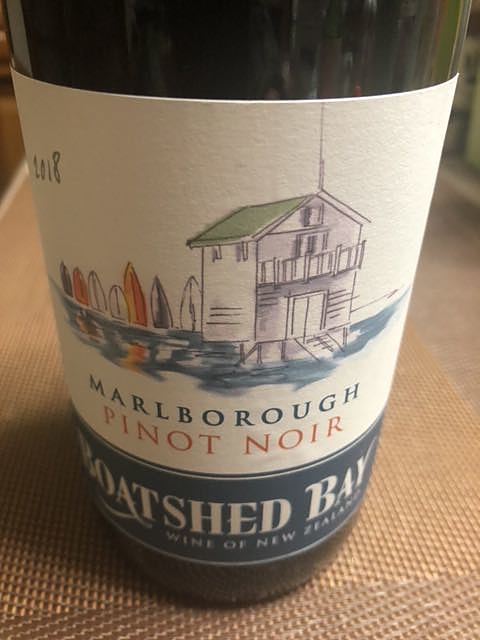 2018
MARLBOROUGH
PINOT NOIR
BOATSHED BAY
WINE OF NEW ZEALAND